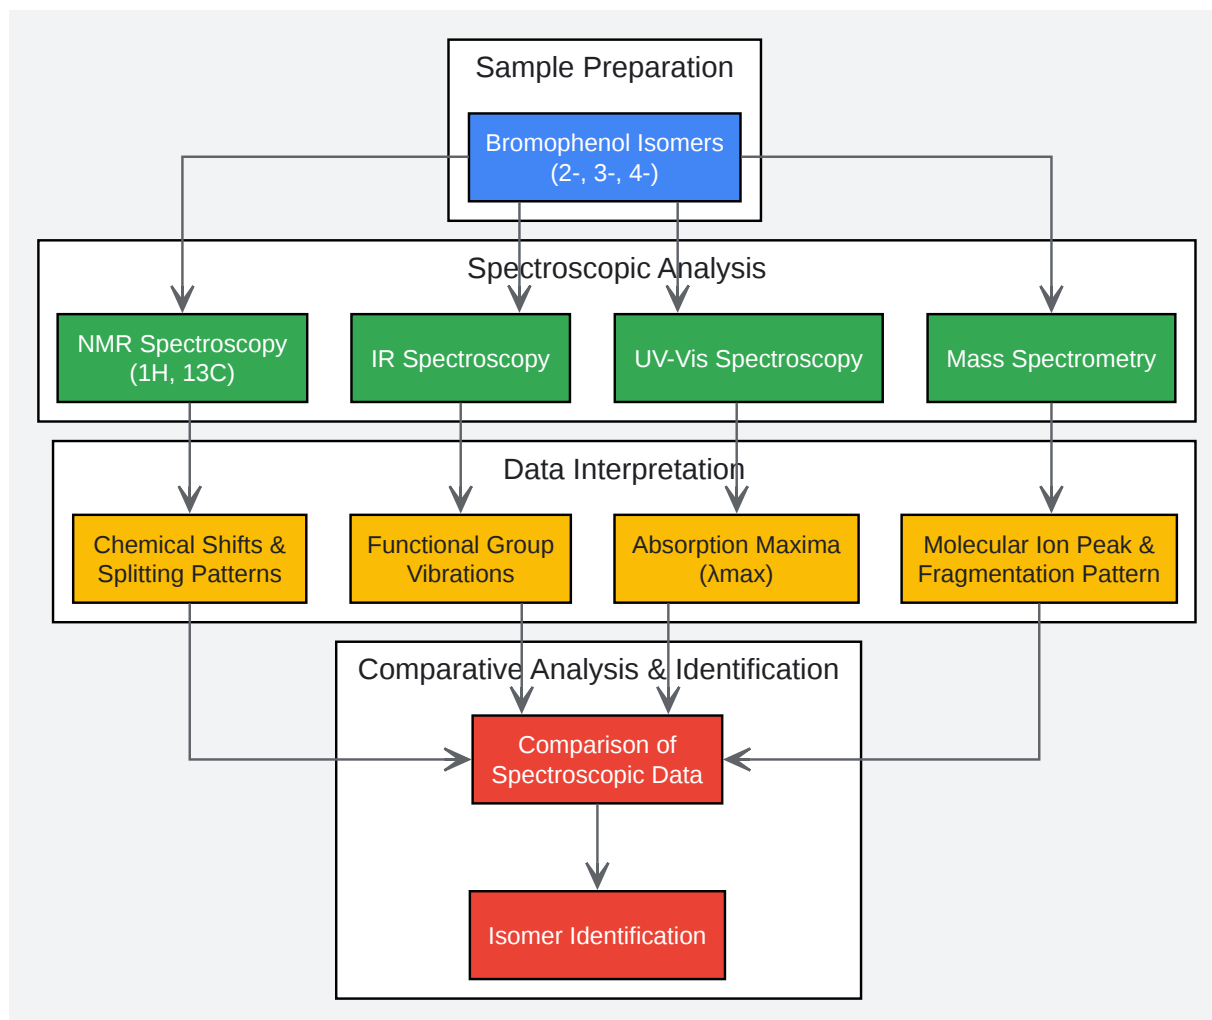 Sample Preparation
Bromophenol Isomers
(2-, 3-, 4-)
Spectroscopic Analysis
NMR Spectroscopy
(1H, 13C)
IR Spectroscopy
UV-Vis Spectroscopy
Mass Spectrometry
Data Interpretation
Chemical Shifts &
Splitting Patterns
Functional Group
Vibrations
Absorption Maxima
(λmax)
Molecular Ion Peak &
Fragmentation Pattern
Comparative Analysis & Identification
Comparison of
Spectroscopic Data
Isomer Identification